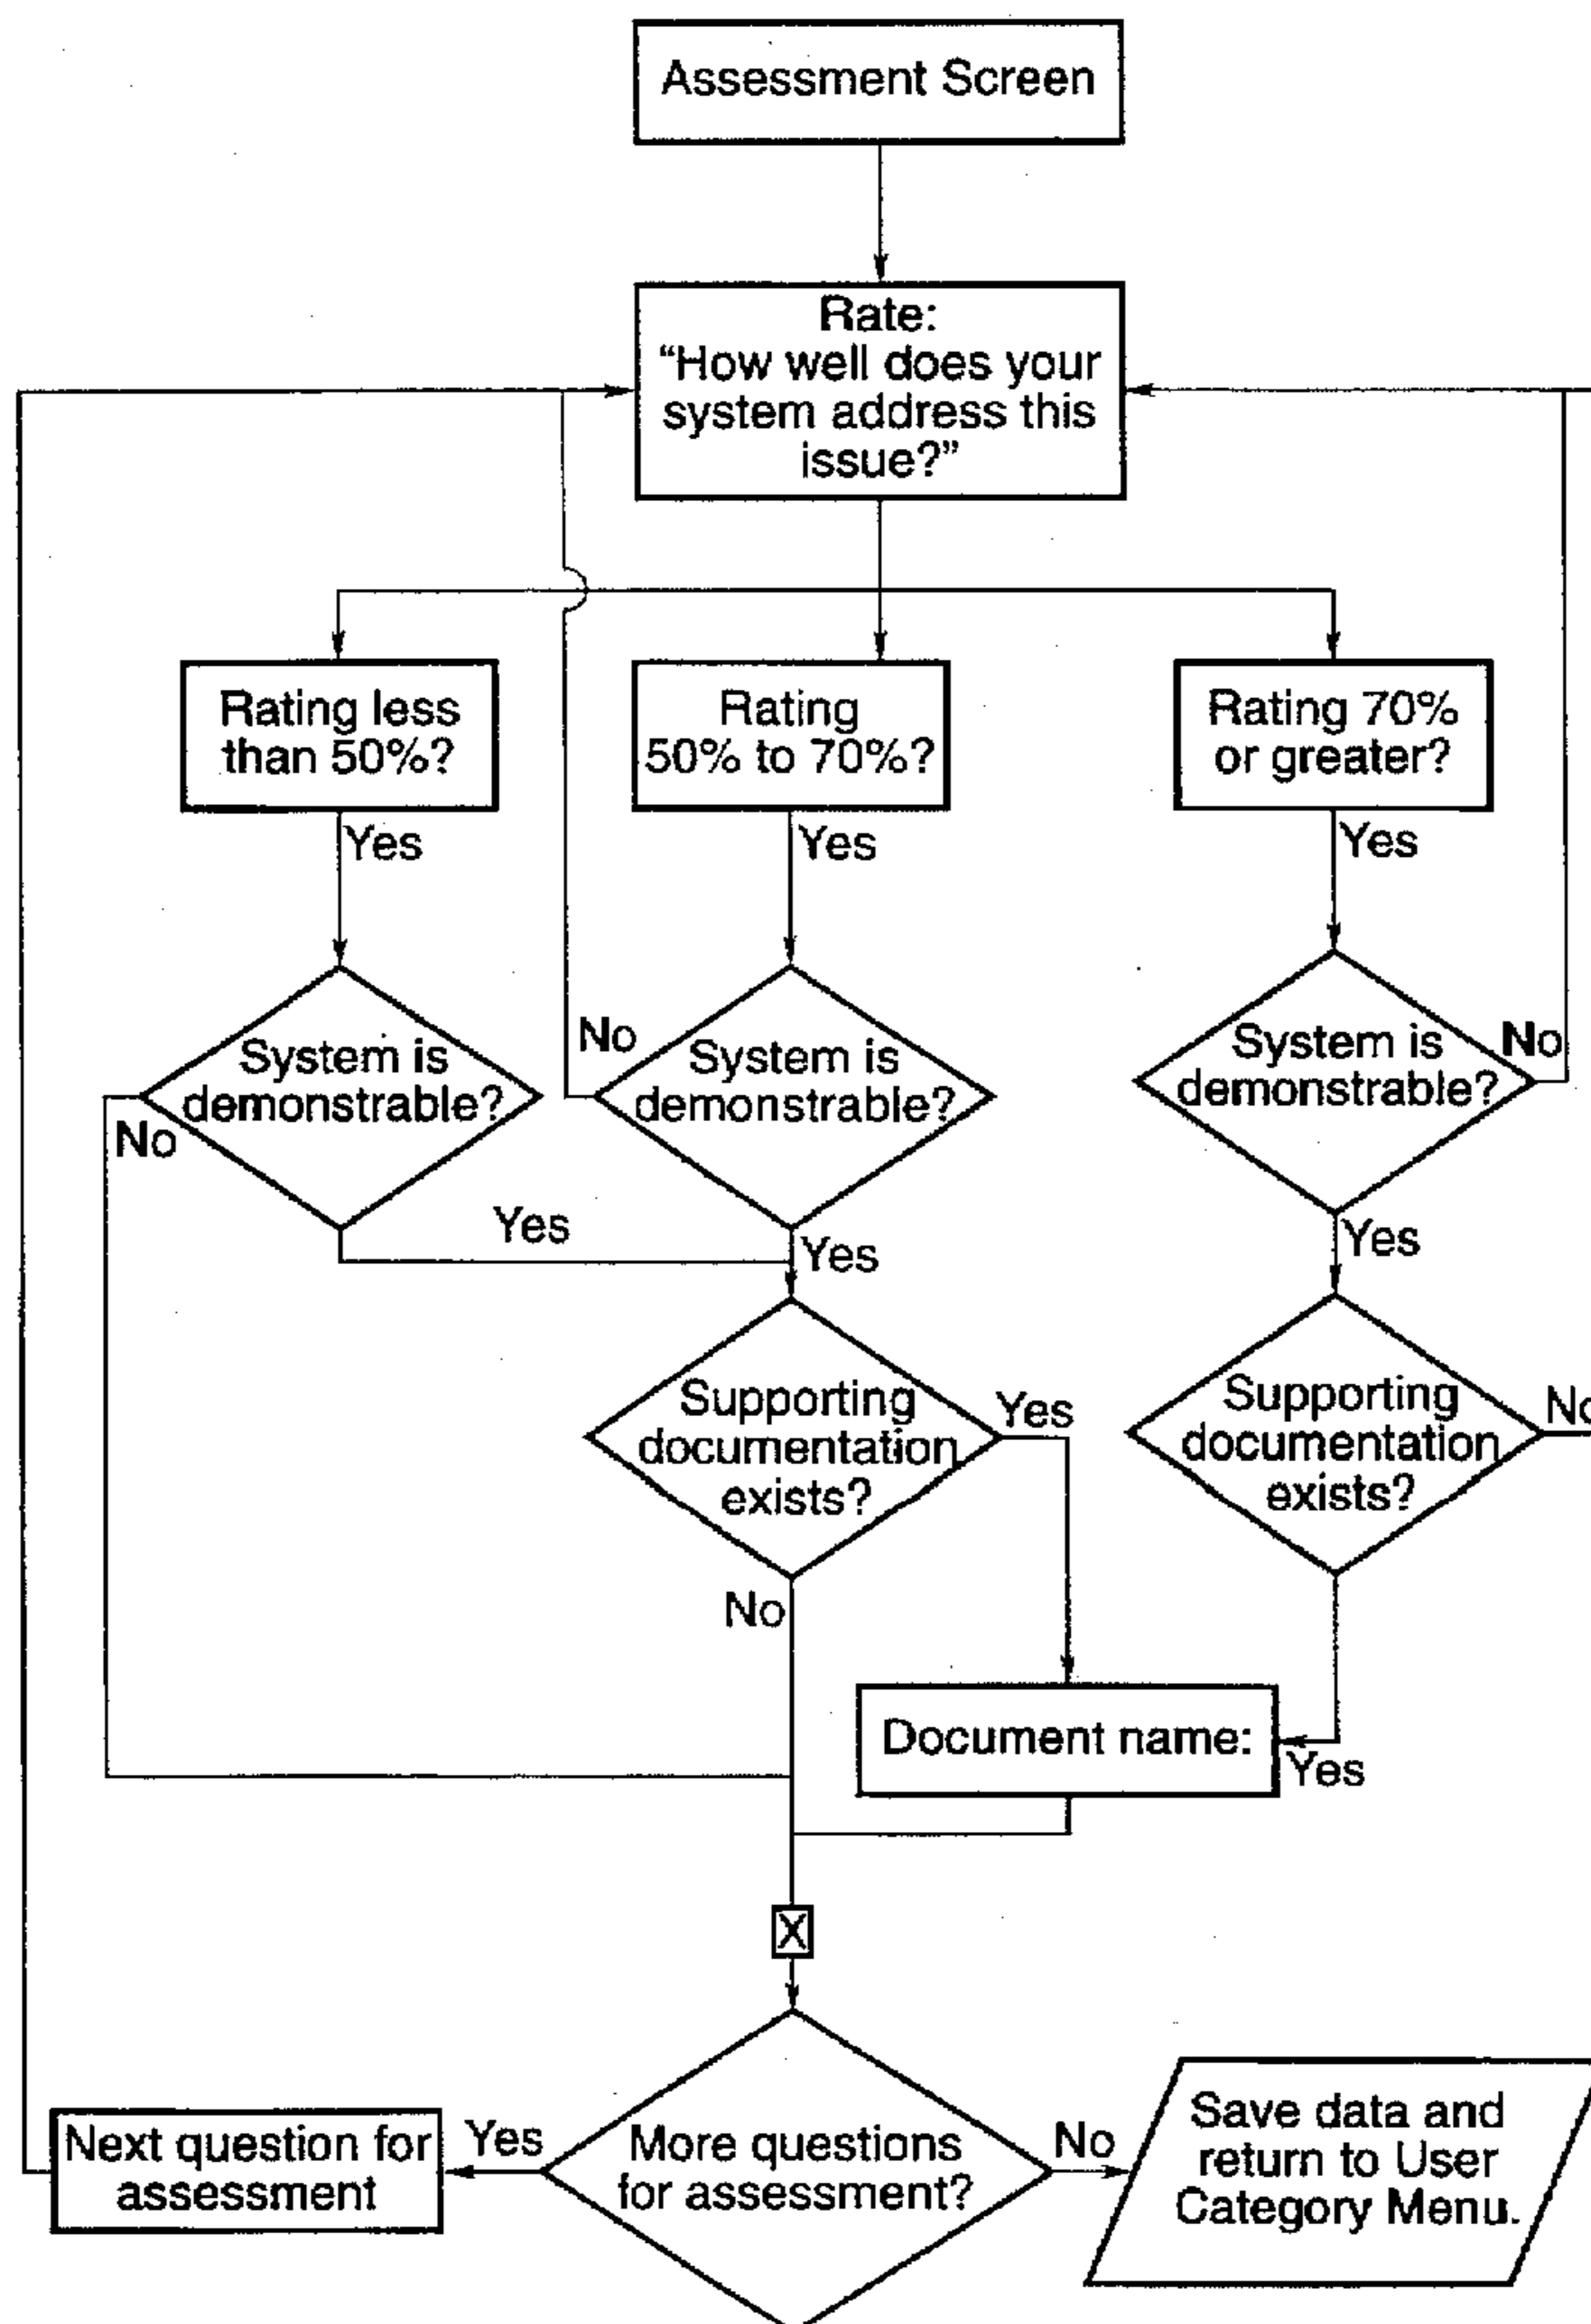 Assessment Screen
Rate:
“How well does your
system address this
issue?”
Rating less
than 50%?
Rating
50% to 70%?
Rating 70%
or greater?
Yes
Yes
Yes
System is
demonstrable?
No
No
System is
demonstrable?
System is
demonstrable?
No
Yes
Yes
Yes
Supporting
documentation
exists?
Yes
No
Supporting
documentation
exists?
No
Document name:
Yes
X
Next question for
assessment
Yes
More questions
for assessment?
No
Save data and
return to User
Category Menu.